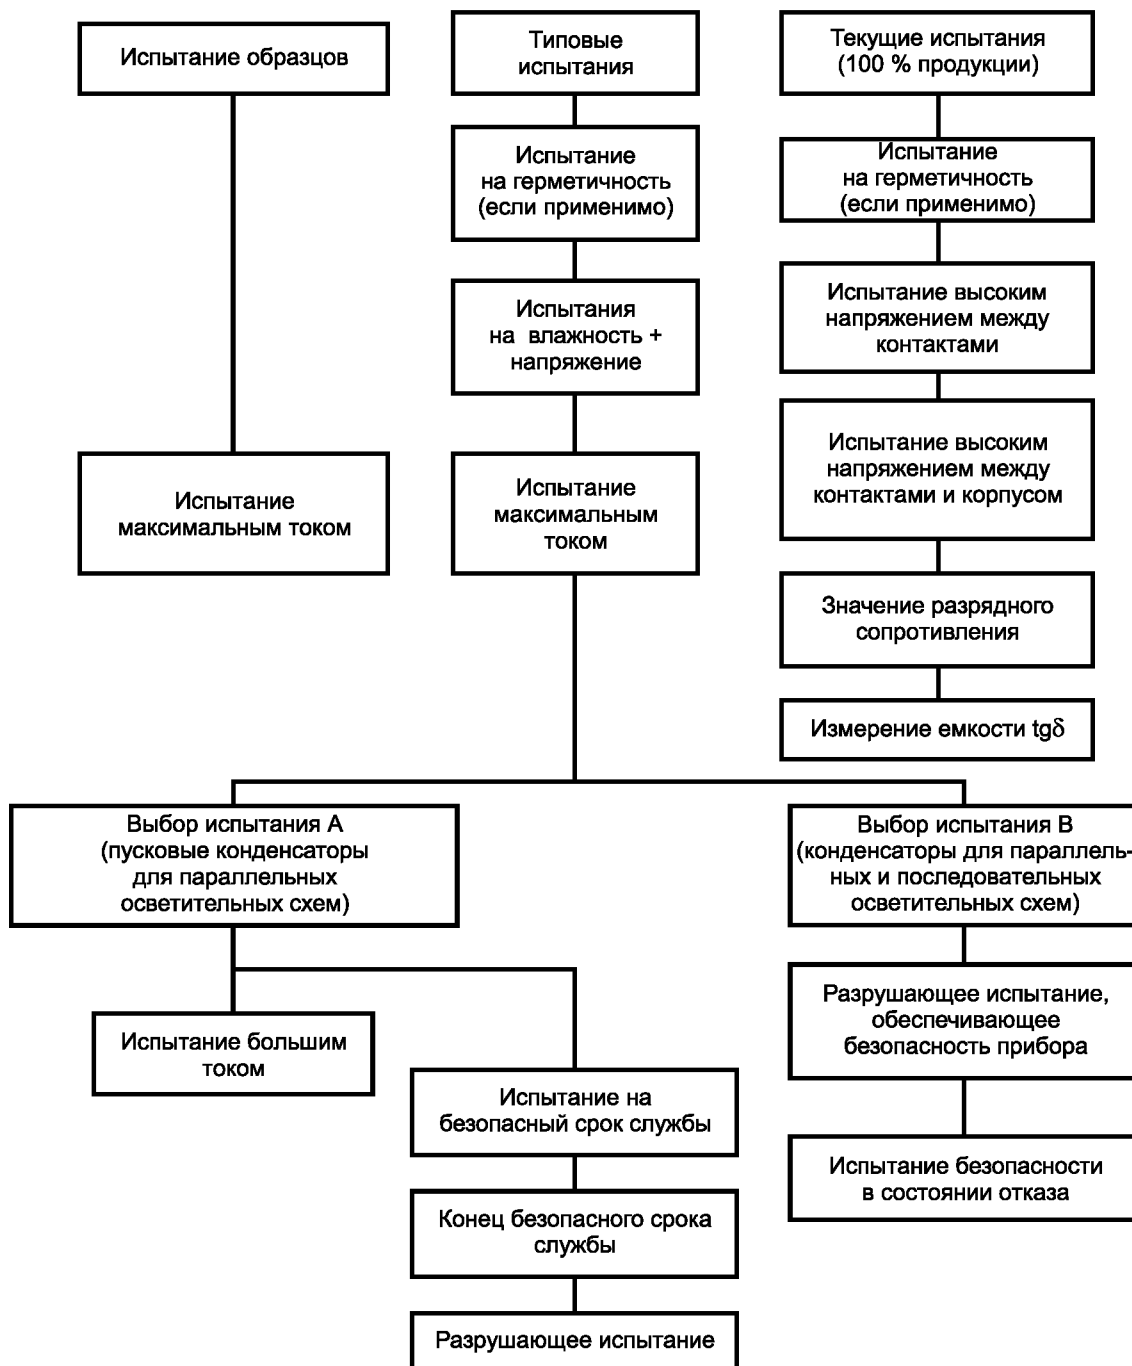 Испытание образцов
Типовые
испытания
Текущие испытания
(100 % продукции)
Испытание
на герметичность
(если применимо)
Испытание
на герметичность
(если применимо)
Испытания
на влажность +
напряжение
Испытание высоким
напряжением между
контактами
Испытание высоким
напряжением между
контактами и корпусом
Испытание
максимальным током
Испытание
максимальным
током
Значение разрядного
сопротивления
Измерение емкости tgδ
Выбор испытания А
(пусковые конденсаторы
для параллельных
осветительных схем)
Выбор испытания В
(конденсаторы для параллель-
ных и последовательных
осветительных схем)
Испытание большим
током
Разрушающее испытание,
обеспечивающее
безопасность прибора
Испытание на
безопасный срок службы
Испытание безопасности
в состоянии отказа
Конец безопасного срока
службы
Разрушающее испытание